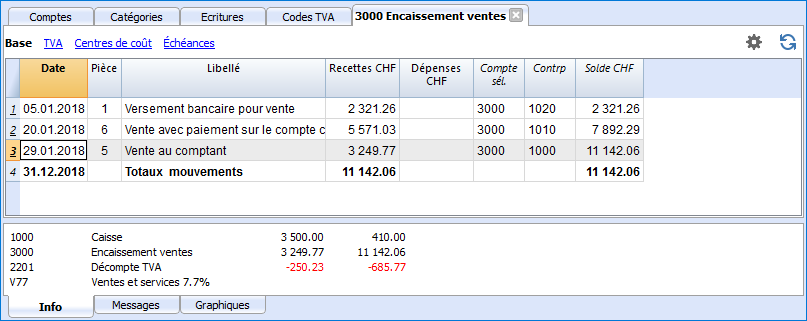 Comptes Catégories Ecritures Codes TVA 3000 Encaissement ventes
Base TVA Centres de coût Échéances
Date Pièce Libellé Recettes CHF Dépenses CHF Compte sél. Contrp Solde CHF
1 05.01.2018 1 Versement bancaire pour vente 2 321.26 3000 1020 2 321.26
2 20.01.2018 6 Vente avec paiement sur le compte c 5 571.03 3000 1010 7 892.29
3 29.01.2018 5 Vente au comptant 3 249.77 3000 1000 11 142.06
4 31.12.2018 Totaux mouvements 11 142.06 11 142.06
1000 Caisse 3 500.00 410.00
3000 Encaissement ventes 3 249.77 11 142.06
2201 Décompte TVA -250.23 -685.77
V77 Ventes et services 7.7%
Info Messages Graphiques